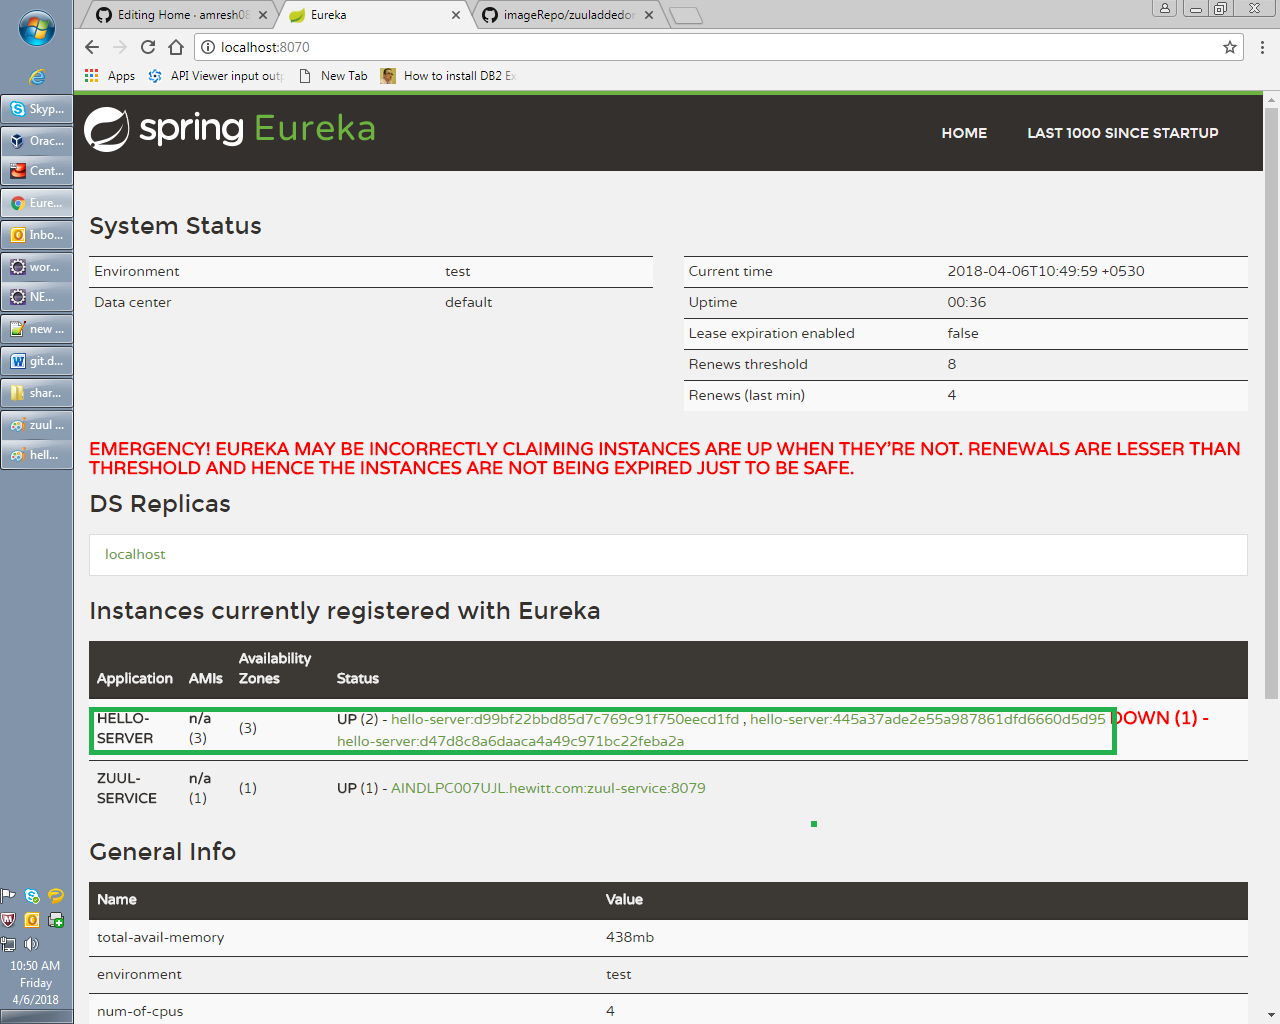 Editing Home · amresh08
Eureka
imageRepo/zuuladdedon
localhost:8070
Apps
API Viewer input outp
New Tab
How to install DB2 Ex
Skyp...
Orac...
Cent...
Eure...
Inbo...
wor...
NE...
new ...
git.d...
shar...
zuul ...
hell...
10:50 AM
Friday
4/6/2018
spring Eureka
HOME
LAST 1000 SINCE STARTUP
System Status
Environment test
Data center default
Current time 2018-04-06T10:49:59 +0530
Uptime 00:36
Lease expiration enabled false
Renews threshold 8
Renews (last min) 4
EMERGENCY! EUREKA MAY BE INCORRECTLY CLAIMING INSTANCES ARE UP WHEN THEY'RE NOT. RENEWALS ARE LESSER THAN
THRESHOLD AND HENCE THE INSTANCES ARE NOT BEING EXPIRED JUST TO BE SAFE.
DS Replicas
localhost
Instances currently registered with Eureka
Application AMIs Availability Zones Status
HELLO-SERVER n/a (3) (3) UP (2) - hello-server:d99bf22bbd85d7c769c91f750eecd1fd , hello-server:445a37ade2e55a987861dfd6660d5d95 DOWN (1) -
hello-server:d47d8c8a6daaca4a49c971bc22feba2a
ZUUL-SERVICE n/a (1) (1) UP (1) - AINDLPC007UJL.hewitt.com:zuul-service:8079
General Info
Name Value
total-avail-memory 438mb
environment test
num-of-cpus 4